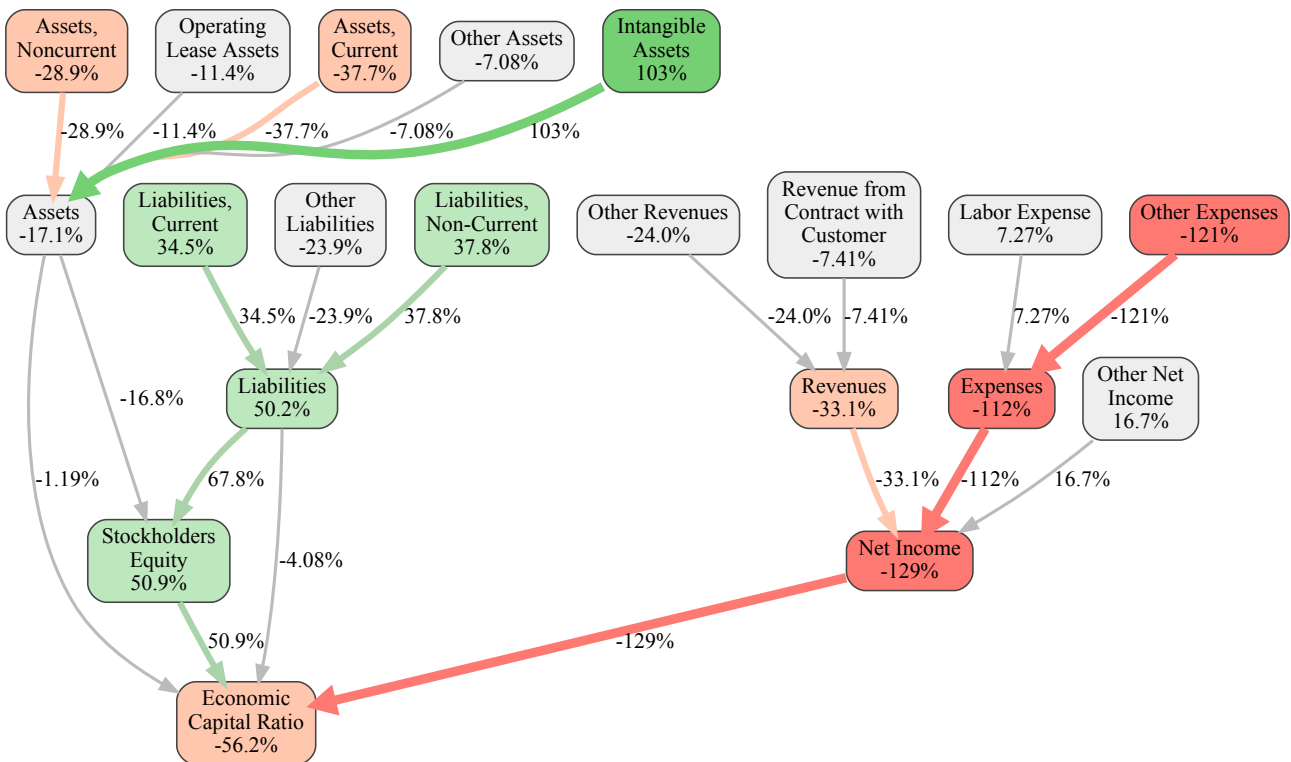 Assets,
Noncurrent
-28.9%
Operating
Lease Assets
-11.4%
Assets,
Current
-37.7%
Other Assets
-7.08%
Intangible
Assets
103%
-28.9%
-11.4%
-37.7%
-7.08%
103%
Assets
-17.1%
Liabilities,
Current
34.5%
Other
Liabilities
-23.9%
Liabilities,
Non-Current
37.8%
Other Revenues
-24.0%
Revenue from
Contract with
Customer
-7.41%
Labor Expense
7.27%
Other Expenses
-121%
34.5%
-23.9%
37.8%
-24.0%
-7.41%
7.27%
-121%
-16.8%
Liabilities
50.2%
Revenues
-33.1%
Expenses
-112%
Other Net
Income
16.7%
-1.19%
67.8%
-33.1%
-112%
16.7%
Stockholders
Equity
50.9%
-4.08%
Net Income
-129%
50.9%
-129%
Economic
Capital Ratio
-56.2%